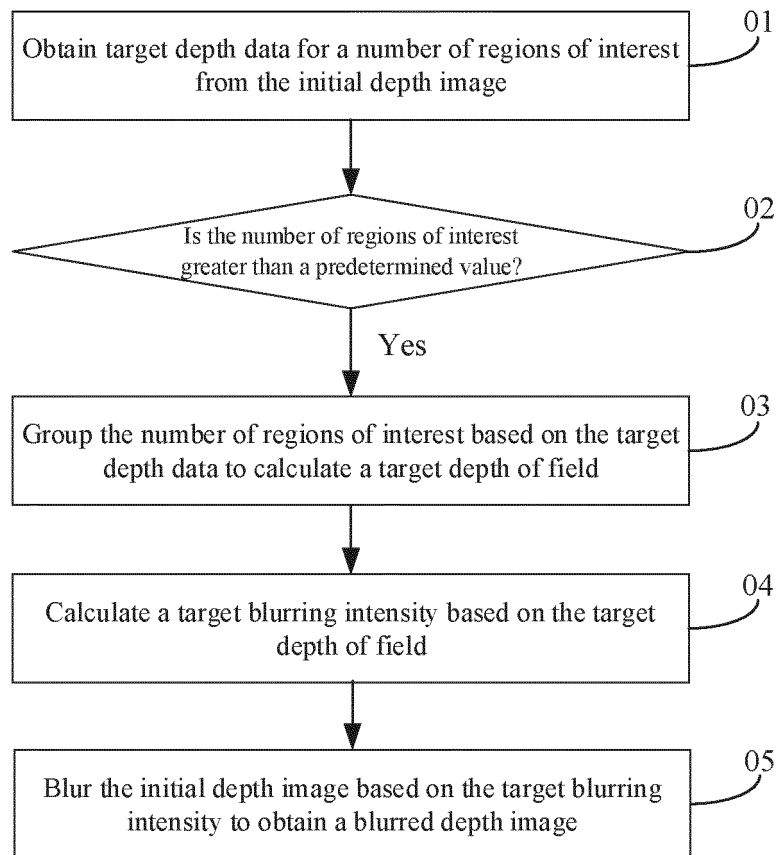 01
Obtain target depth data for a number of regions of interest
from the initial depth image
02
Is the number of regions of interest
greater than a predetermined value?
Yes
03
Group the number of regions of interest based on the target
depth data to calculate a target depth of field
04
Calculate a target blurring intensity based on the target
depth of field
05
Blur the initial depth image based on the target blurring
intensity to obtain a blurred depth image